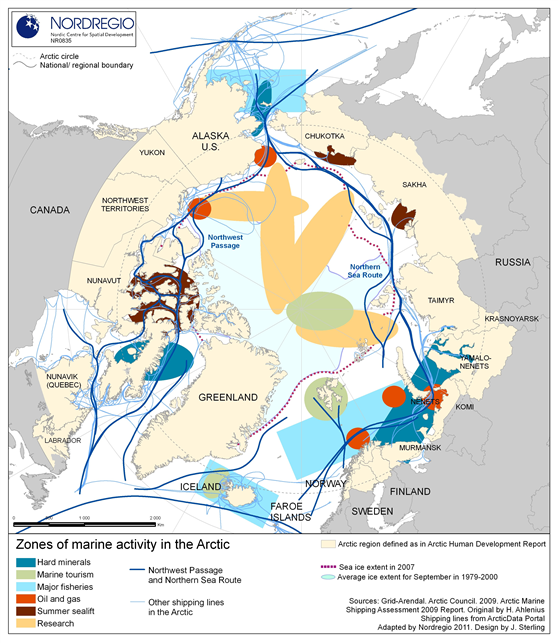 NORDREGIO
Nordic Centre for Spatial Development
NR0835
Arctic circle
National/ regional boundary
ALASKA
U.S.
CHUKOTKA
YUKON
SAKHA
NORTHWEST
TERRITORIES
CANADA
Northwest
Passage
RUSSIA
Northern
Sea Route
NUNAVUT
TAIMYR
KRASNOYARSK
YAMALO-
NENETS
NUNAVIK
(QUEBEC)
GREENLAND
NENETS
KOMI
LABRADOR
MURMANSK
ICELAND
NORWAY
FINLAND
FAROE
ISLANDS
SWEDEN
0 500 1 000 2 000
Km
Zones of marine activity in the Arctic
Hard minerals
Marine tourism
Major fisheries
Oil and gas
Summer sealift
Research
Northwest Passage
and Northern Sea Route
Other shipping lines
in the Arctic
Arctic region defined as in Arctic Human Development Report
Sea ice extent in 2007
Average ice extent for September in 1979-2000
Sources: Grid-Arendal. Arctic Council. 2009. Arctic Marine
Shipping Assessment 2009 Report. Original by H. Ahlenius
Shipping lines from ArcticData Portal
Adapted by Nordregio 2011. Design by J. Sterling